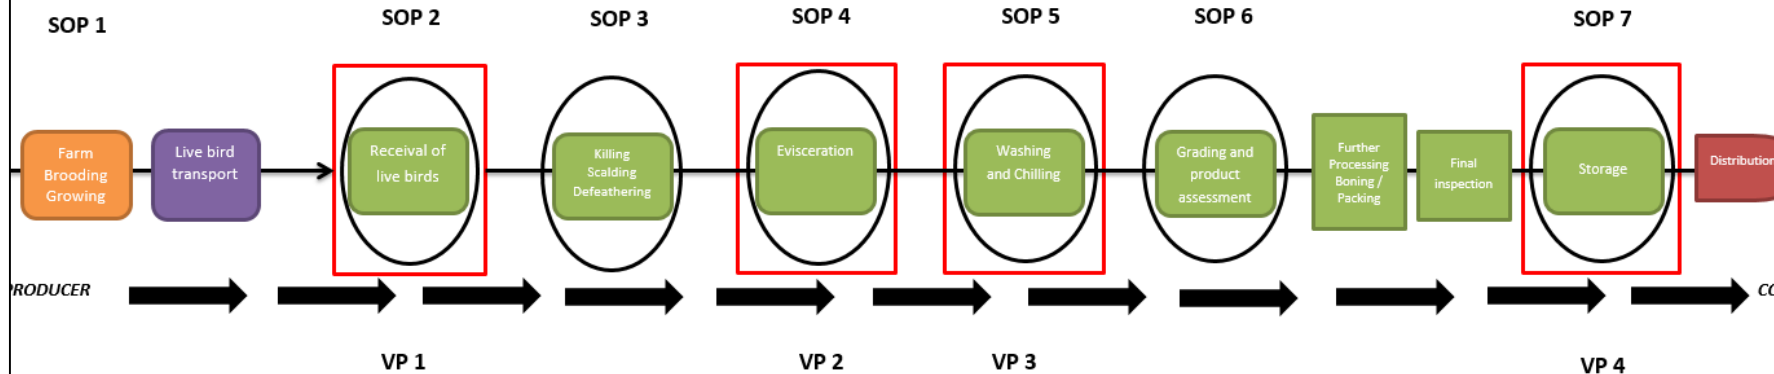 SOP 1
SOP 2
SOP 3
SOP 4
SOP 5
SOP 6
SOP 7
Farm
Brooding
Growing
Live bird
transport
Receival of
live birds
Killing
Scalding
Defeathering
Evisceration
Washing
and Chilling
Grading and
product
assessment
Further
Processing
Boning /
Packing
Final
inspection
Storage
Distribution
RODUCER
CO
VP 1
VP 2
VP 3
VP 4